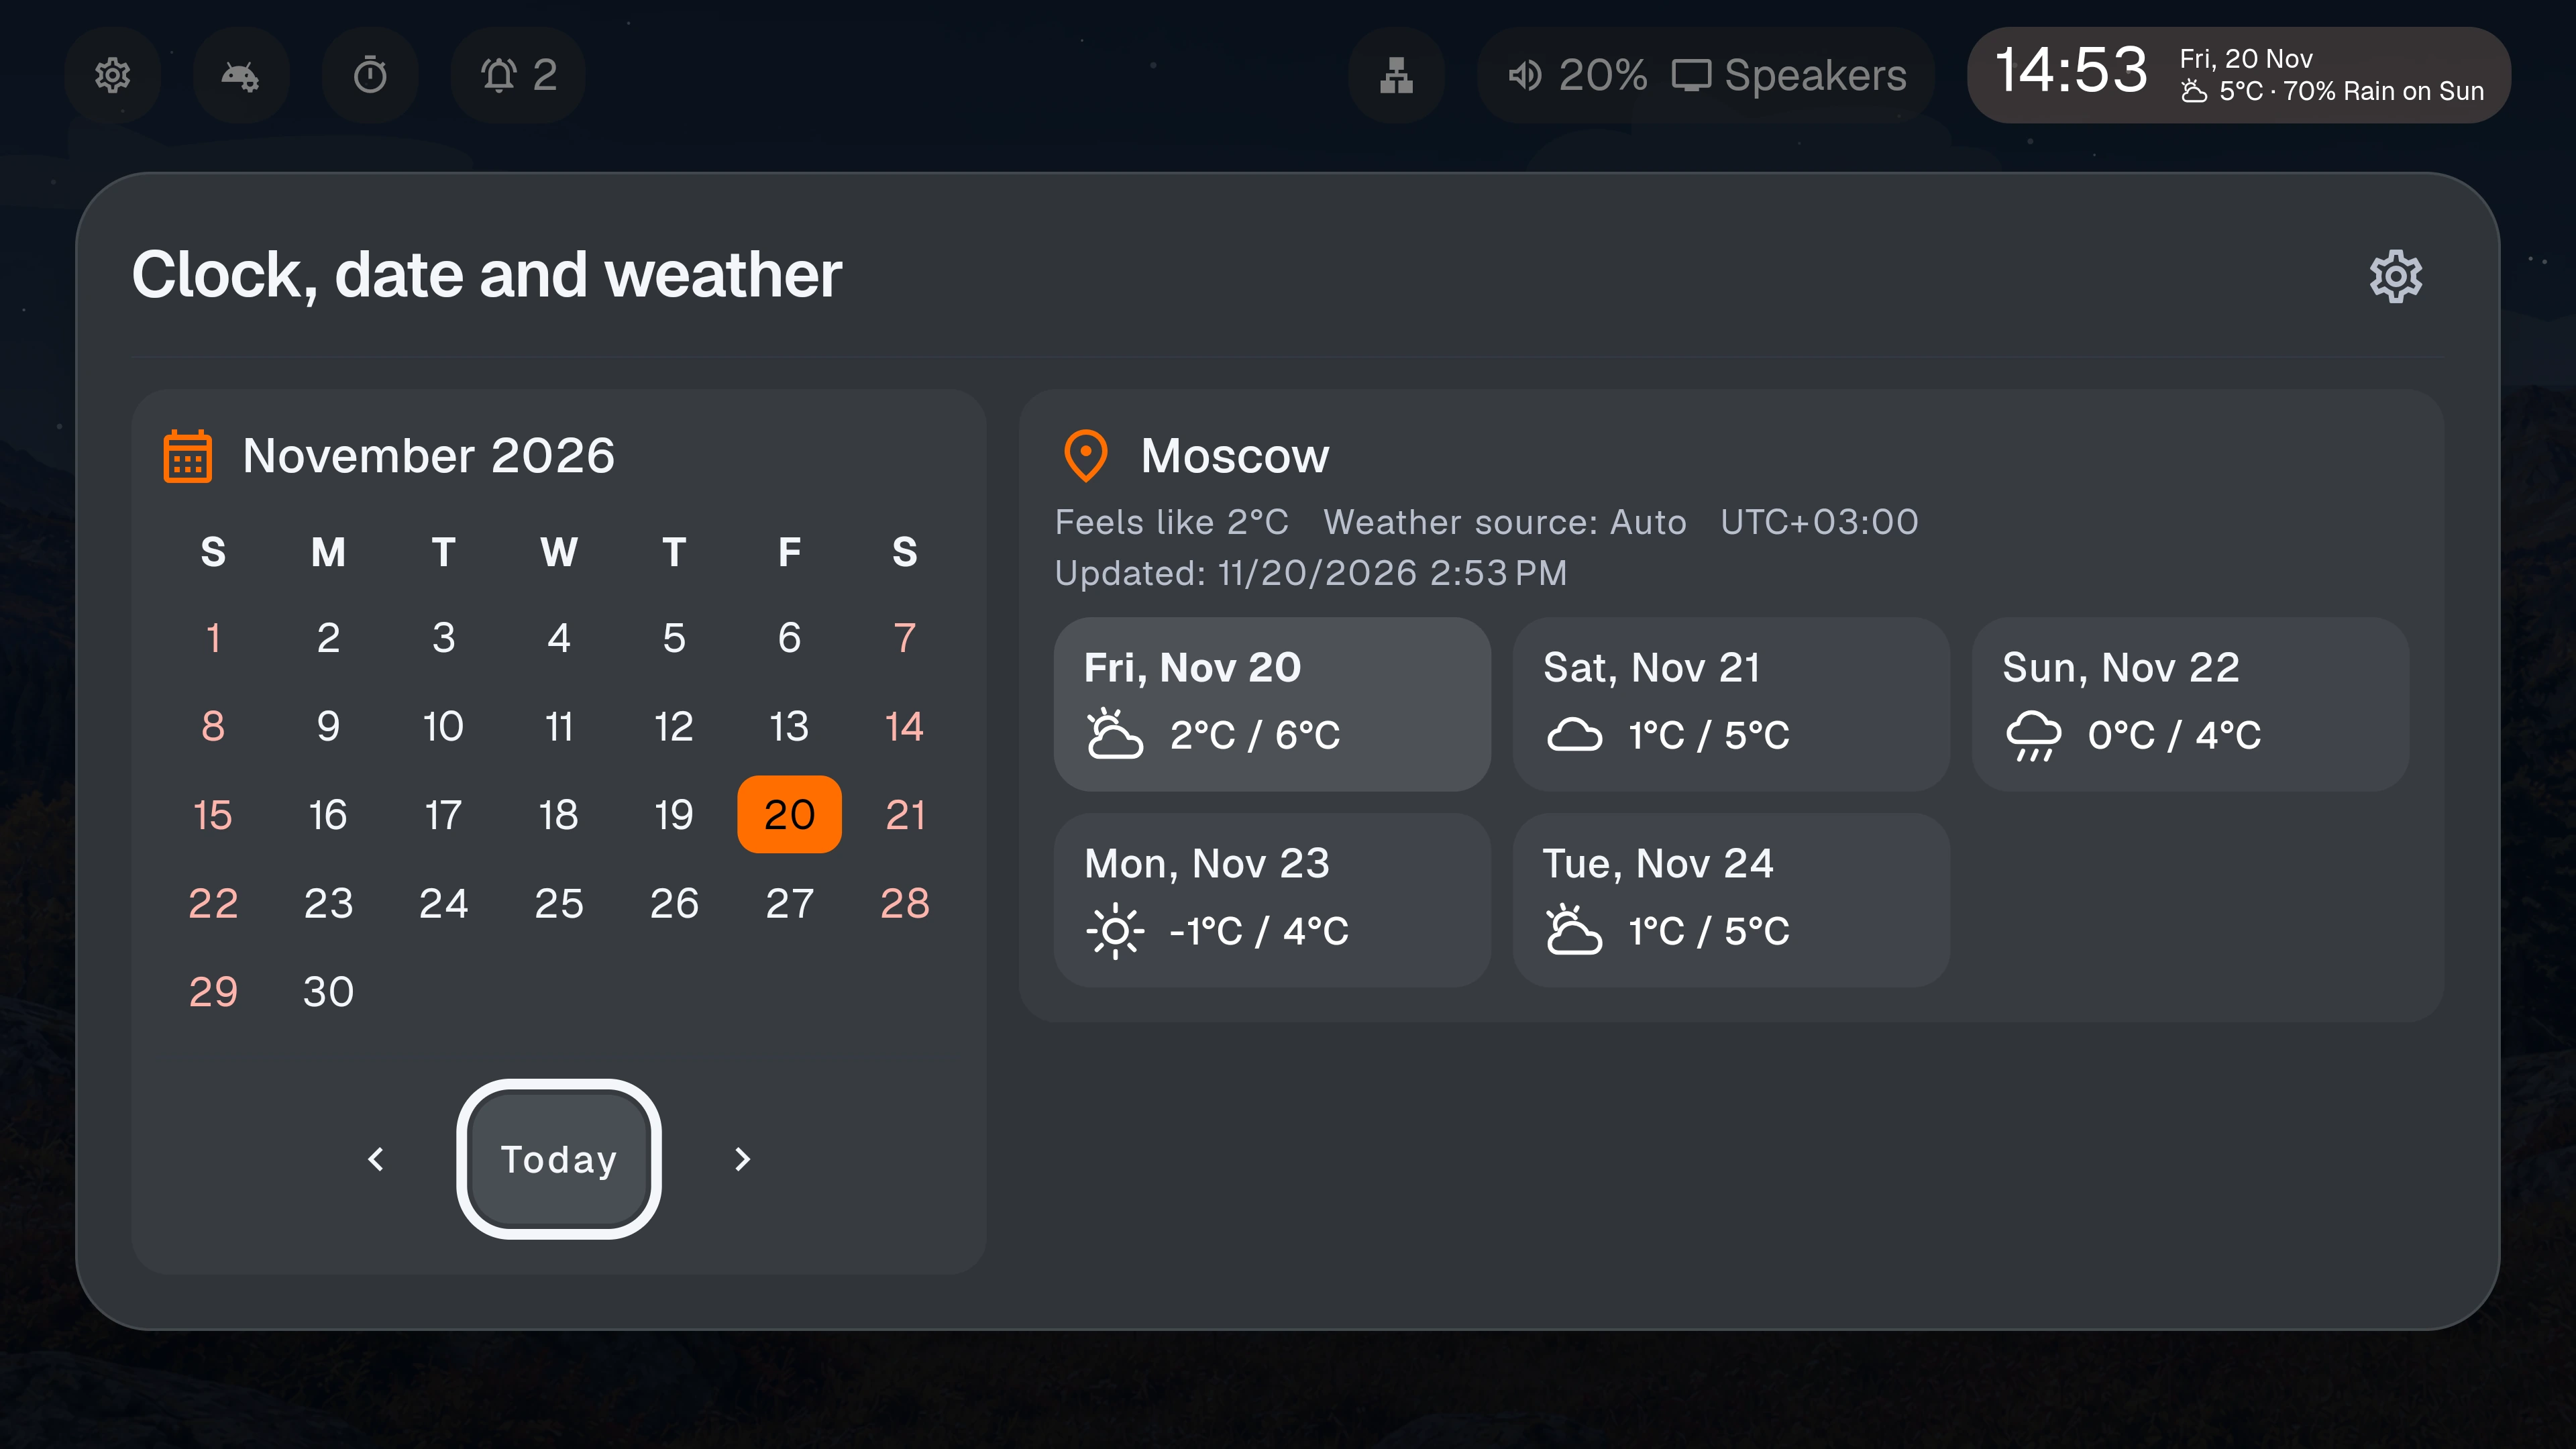 2
20% Speakers
14:53
Fri, 20 Nov
5°C · 70% Rain on Sun
Clock, date and weather
November 2026
S M T W T F S
1 2 3 4 5 6 7
8 9 10 11 12 13 14
15 16 17 18 19 20 21
22 23 24 25 26 27 28
29 30
< Today >
Moscow
Feels like 2°C Weather source: Auto UTC+03:00
Updated: 11/20/2026 2:53 PM
Fri, Nov 20
2°C / 6°C
Sat, Nov 21
1°C / 5°C
Sun, Nov 22
0°C / 4°C
Mon, Nov 23
-1°C / 4°C
Tue, Nov 24
1°C / 5°C